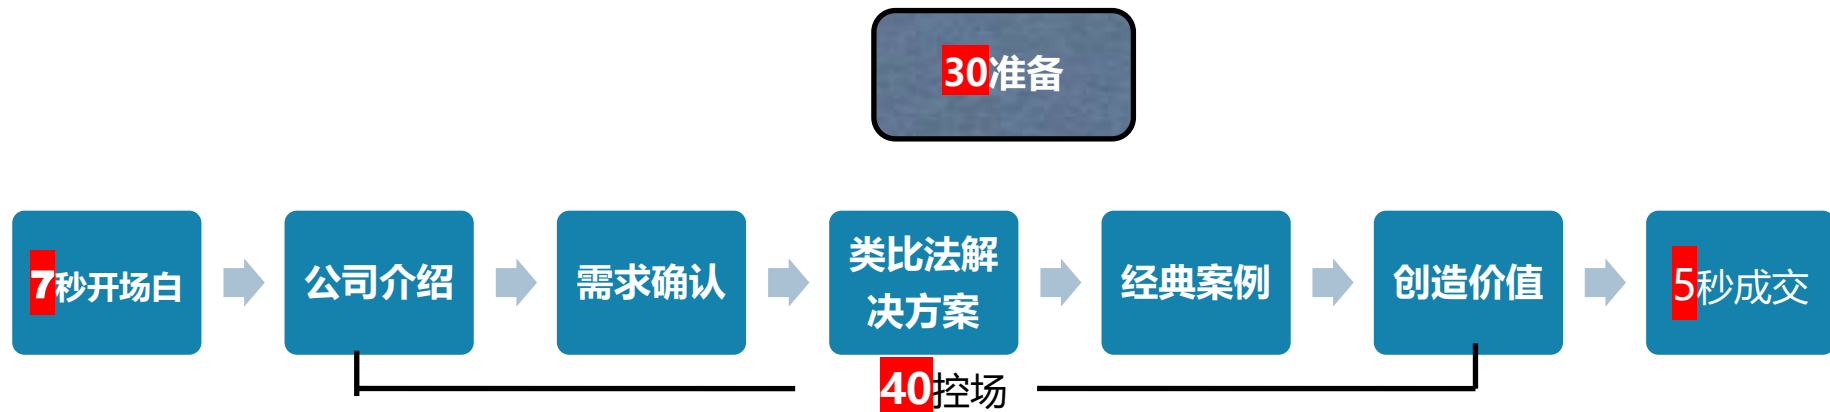 30准备
7秒开场白
公司介绍
需求确认
类比法解
决方案
经典案例
创造价值
5秒成交
40控场